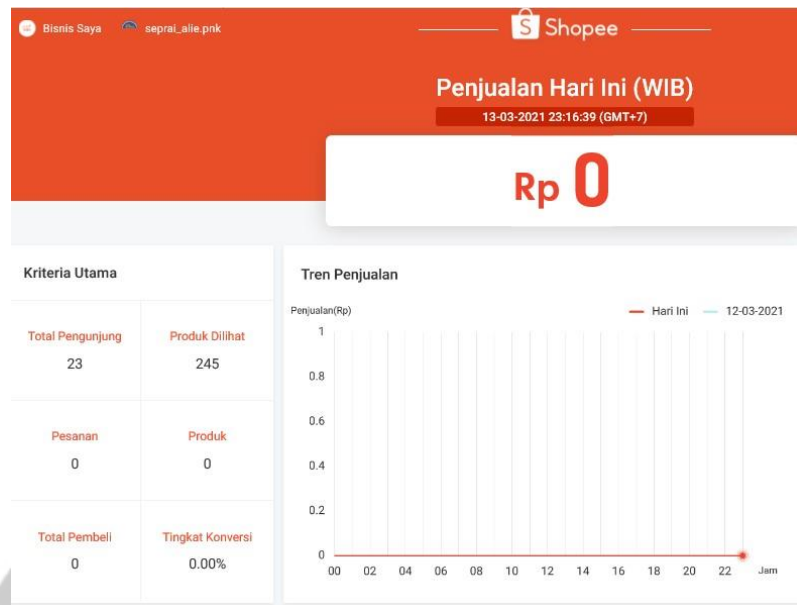 Bisnis Saya seprai_alie.pnk
Shopee
Penjualan Hari Ini (WIB)
13-03-2021 23:16:39 (GMT+7)
Rp 0
Kriteria Utama
Total Pengunjung Produk Dilihat
23 245
Pesanan Produk
0 0
Total Pembeli Tingkat Konversi
0 0.00%
Tren Penjualan
Penjualan(Rp)
Hari Ini 12-03-2021
1
0.8
0.6
0.4
0.2
0
00 02 04 06 08 10 12 14 16 18 20 22 Jam